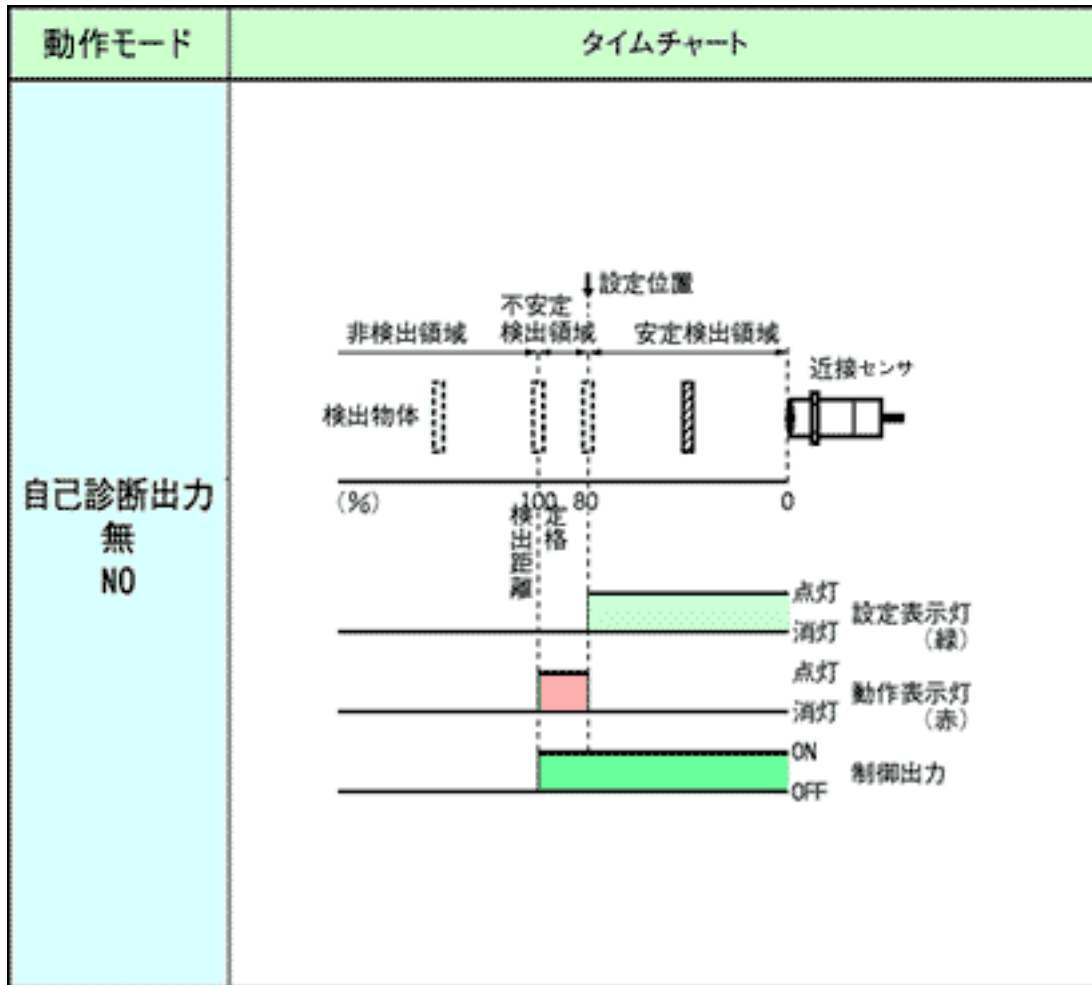 動作モード
タイムチャート
自己診断出力
無
NO
設定位置
不安定
検出領域
非検出領域
安定検出領域
近接センサ
検出物体
(%)
100
80
0
定格
検出距離
点灯
消灯
設定表示灯
(緑)
点灯
消灯
動作表示灯
(赤)
ON
OFF
制御出力